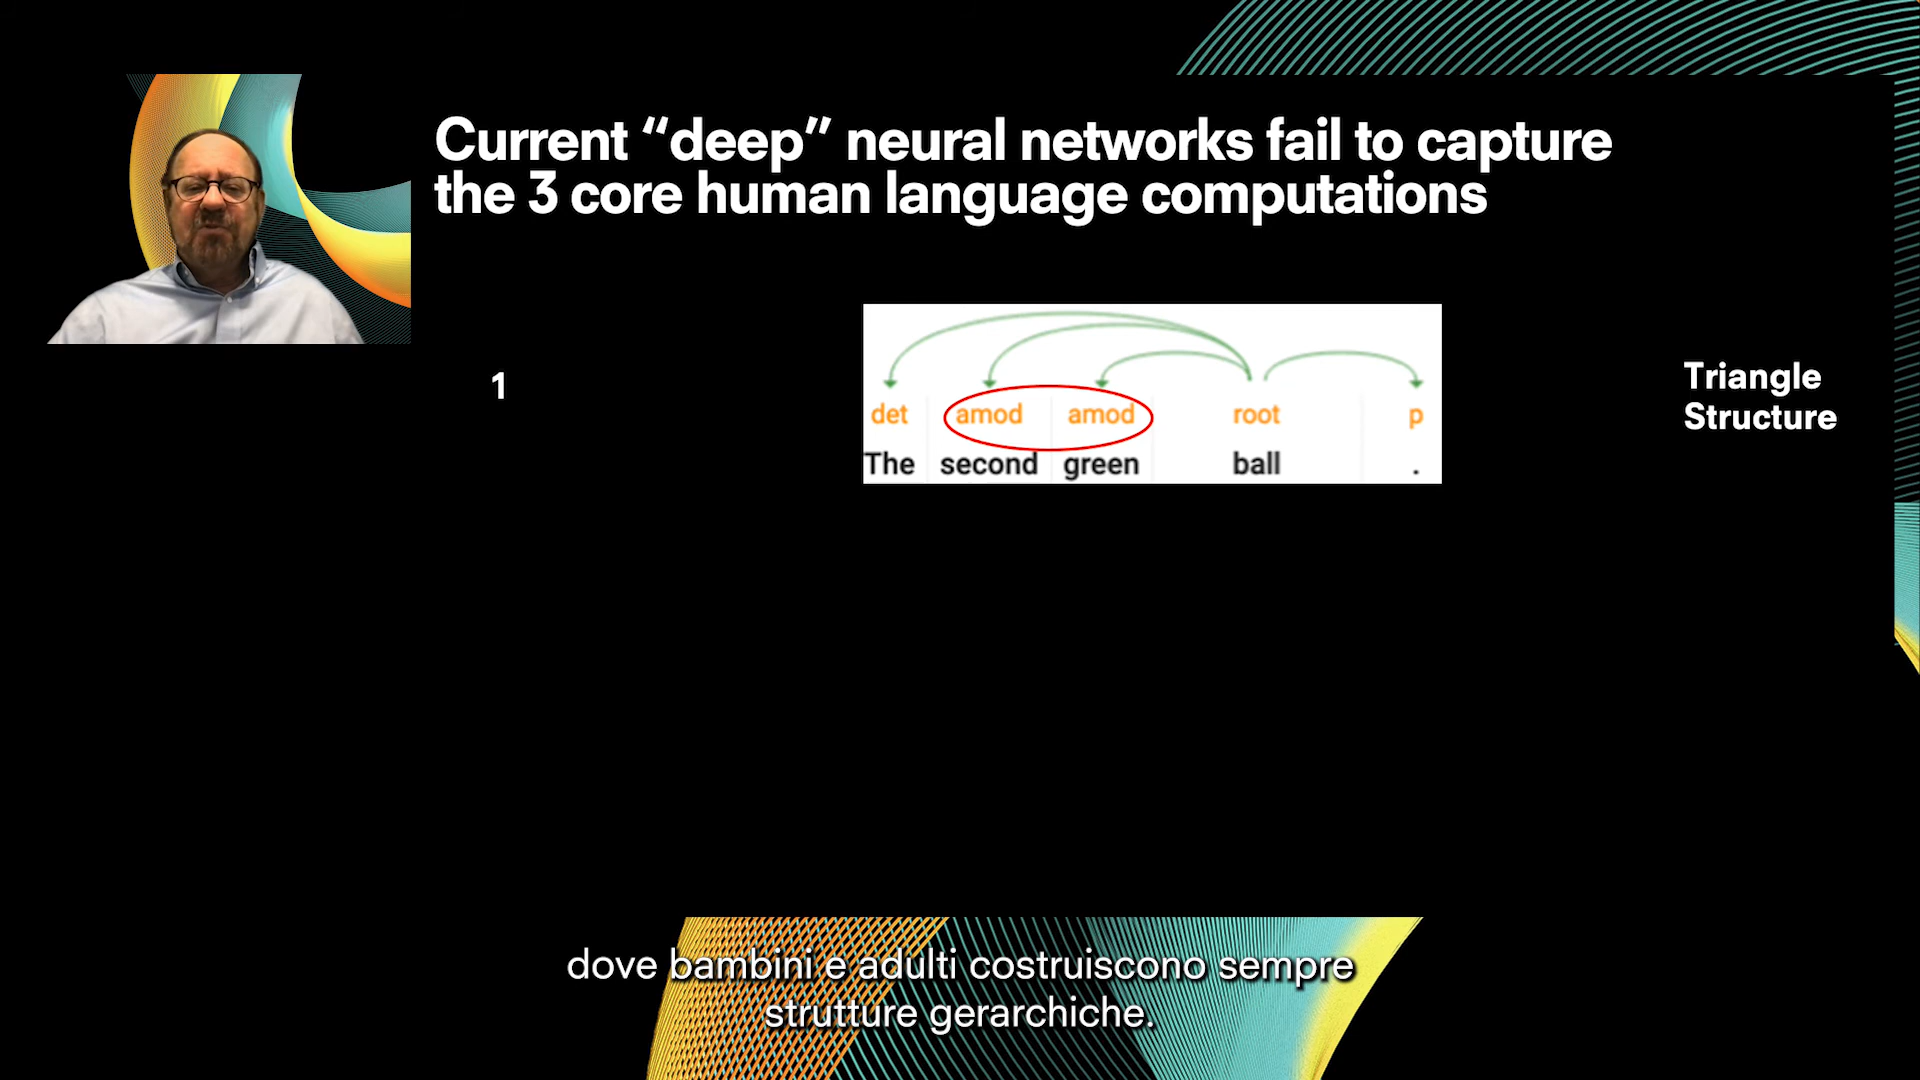 Current “deep” neural networks fail to capture
the 3 core human language computations
1
det amod amod root p
The second green ball .
Triangle
Structure
dove bambini e adulti costruiscono sempre
strutture gerarchiche.